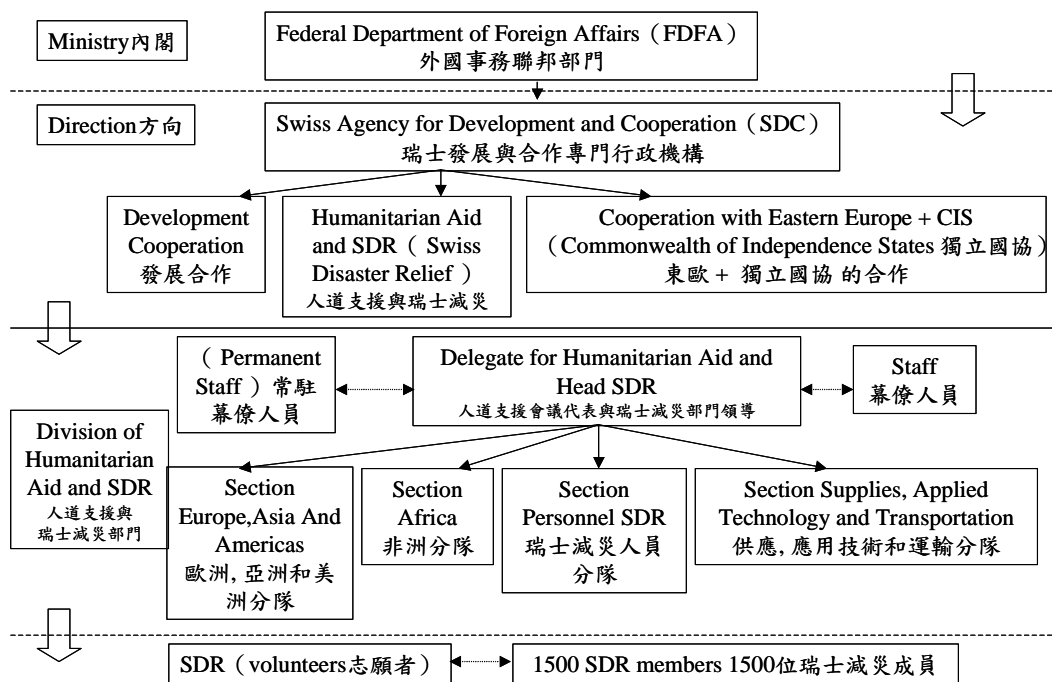 Ministry內閣
Federal Department of Foreign Affairs（FDFA）
外國事務聯邦部門
Direction方向
Swiss Agency for Development and Cooperation（SDC）
瑞士發展與合作專門行政機構
Development
Cooperation
發展合作
Humanitarian Aid
and SDR（ Swiss
Disaster Relief）
人道支援與瑞士減災
Cooperation with Eastern Europe + CIS
（Commonwealth of Independence States 獨立國協）
東歐 + 獨立國協 的合作
（ Permanent
Staff ）常駐
幕僚人員
Delegate for Humanitarian Aid and
Head SDR
人道支援會議代表與瑞士減災部門領導
Staff
幕僚人員
Division of
Humanitarian
Aid and SDR
人道支援與
瑞士減災部門
Section
Europe,Asia And
Americas
歐洲, 亞洲和美
洲分隊
Section
Africa
非洲分隊
Section
Personnel SDR
瑞士減災人員
分隊
Section Supplies, Applied
Technology and Transportation
供應, 應用技術和運輸分隊
SDR（volunteers志願者）
1500 SDR members 1500位瑞士減災成員